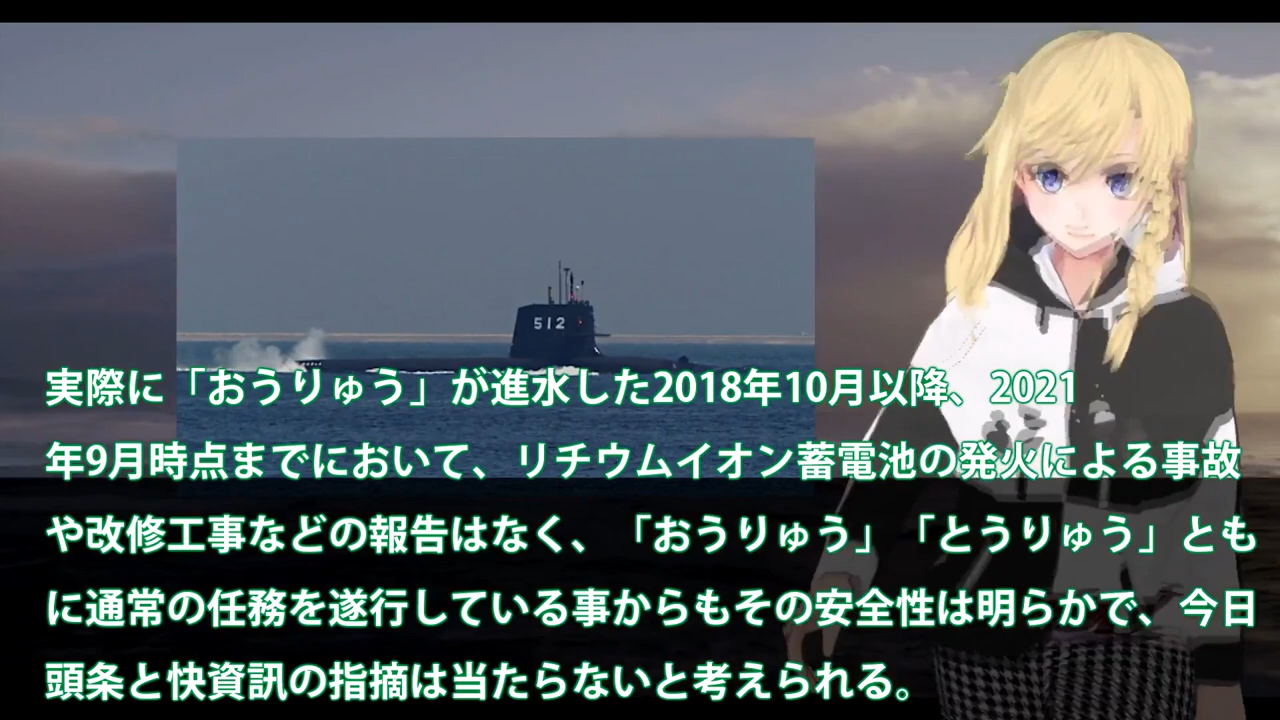 512
実際に「おうりゅう」が進水した2018年10月以降、2021
年9月時点までにおいて、リチウムイオン蓄電池の発火による事故
や改修工事などの報告はなく、「おうりゅう」「とうりゅう」とも
に通常の任務を遂行している事からもその安全性は明らかで、今日
頭条と快資訊の指摘は当たらないと考えられる。